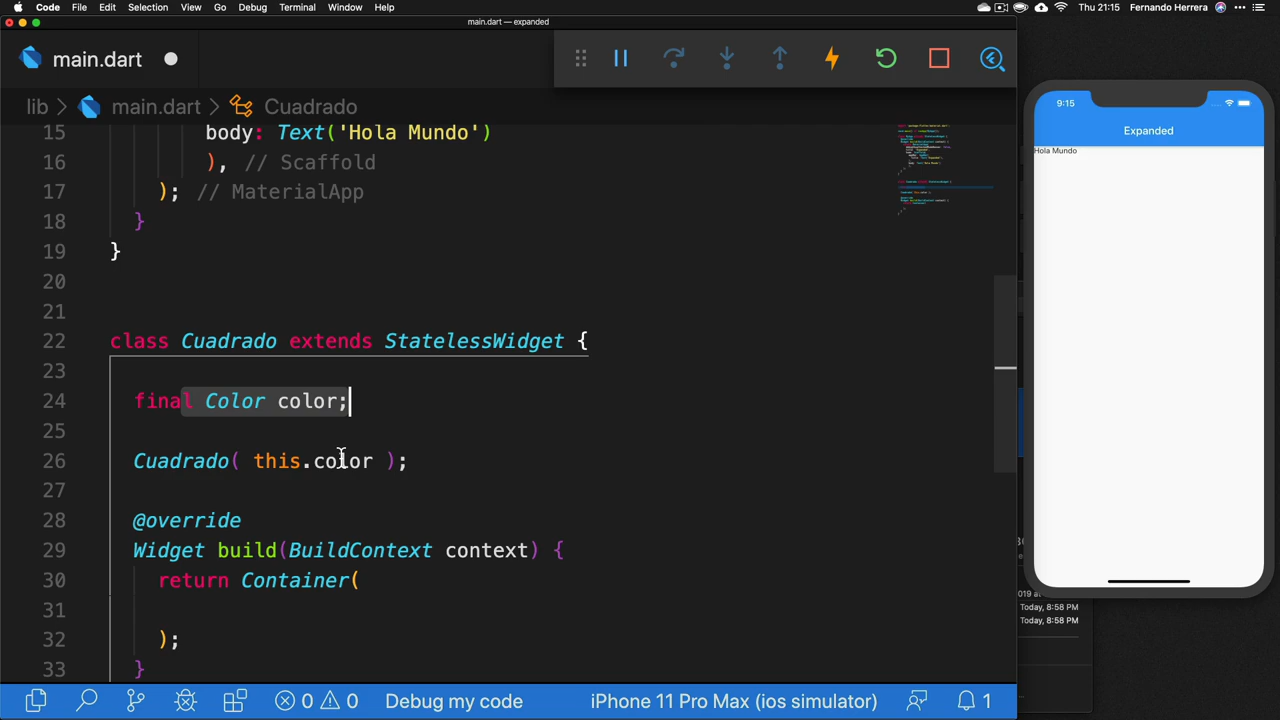 Code File Edit Selection View Go Debug Terminal Window Help Thu 21:15 Fernando Herrera
main.dart — expanded
main.dart
lib > main.dart > Cuadrado
15 body: Text('Hola Mundo')
16 ), // Scaffold
17 ); // MaterialApp
18 }
19 }
20
21
22 class Cuadrado extends StatelessWidget {
23
24 final Color color;
25
26 Cuadrado( this.color );
27
28 @override
29 Widget build(BuildContext context) {
30 return Container(
31
32 );
33 }
0 0 Debug my code iPhone 11 Pro Max (ios simulator) 1
9:15
Expanded
Hola Mundo
2019 at
Today, 8:58 PM
Today, 8:58 PM